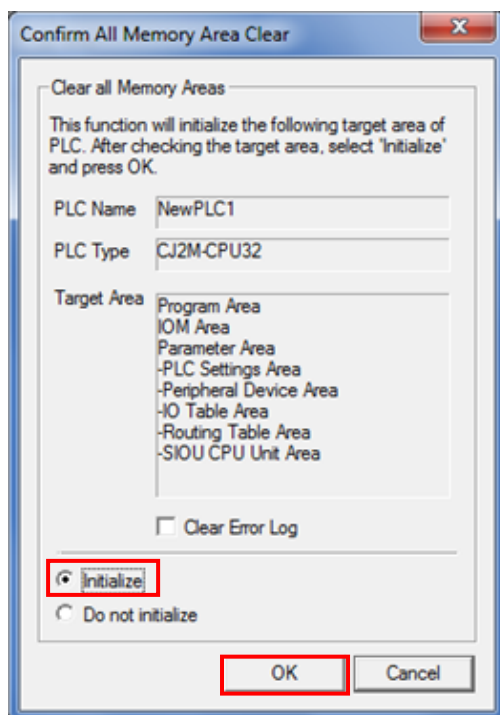 Confirm All Memory Area Clear
x
Clear all Memory Areas
This function will initialize the following target area of
PLC. After checking the target area, select 'Initialize'
and press OK.
PLC Name NewPLC1
PLC Type CJ2M-CPU32
Target Area Program Area
IOM Area
Parameter Area
-PLC Settings Area
-Peripheral Device Area
-IO Table Area
-Routing Table Area
-SIOU CPU Unit Area
Clear Error Log
Initialize
Do not initialize
OK Cancel